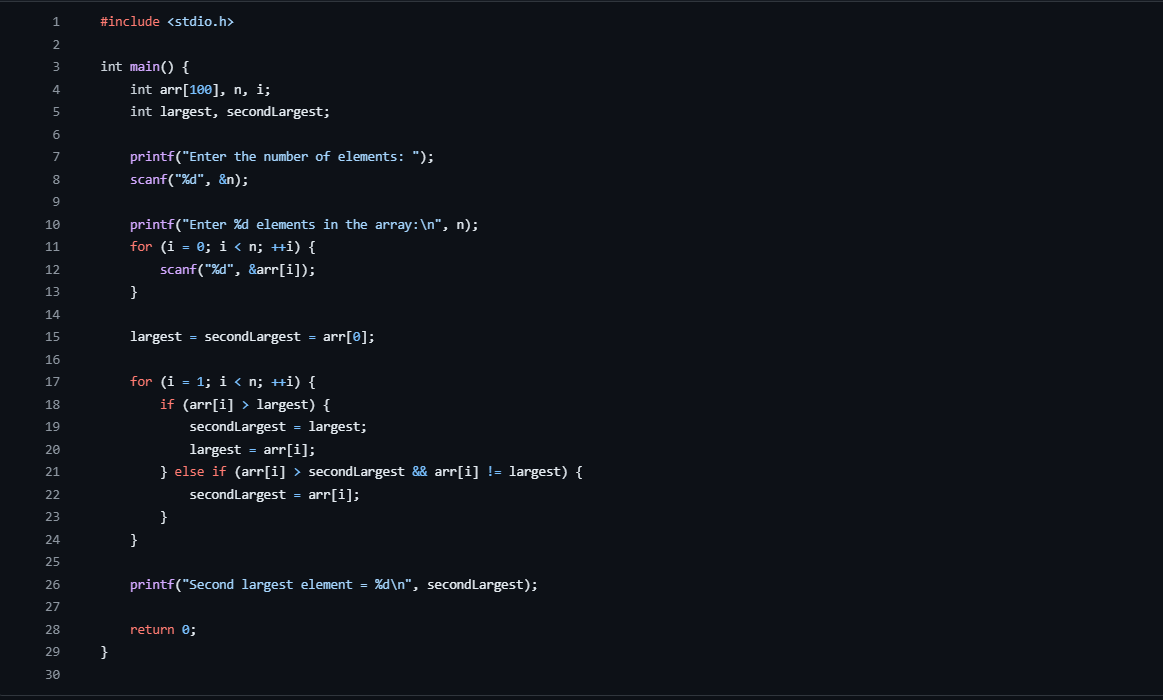 1 #include <stdio.h>
2
3 int main() {
4     int arr[100], n, i;
5     int largest, secondLargest;
6
7     printf("Enter the number of elements: ");
8     scanf("%d", &n);
9
10     printf("Enter %d elements in the array:\n", n);
11     for (i = 0; i < n; ++i) {
12         scanf("%d", &arr[i]);
13     }
14
15     largest = secondLargest = arr[0];
16
17     for (i = 1; i < n; ++i) {
18         if (arr[i] > largest) {
19             secondLargest = largest;
20             largest = arr[i];
21         } else if (arr[i] > secondLargest && arr[i] != largest) {
22             secondLargest = arr[i];
23         }
24     }
25
26     printf("Second largest element = %d\n", secondLargest);
27
28     return 0;
29 }
30